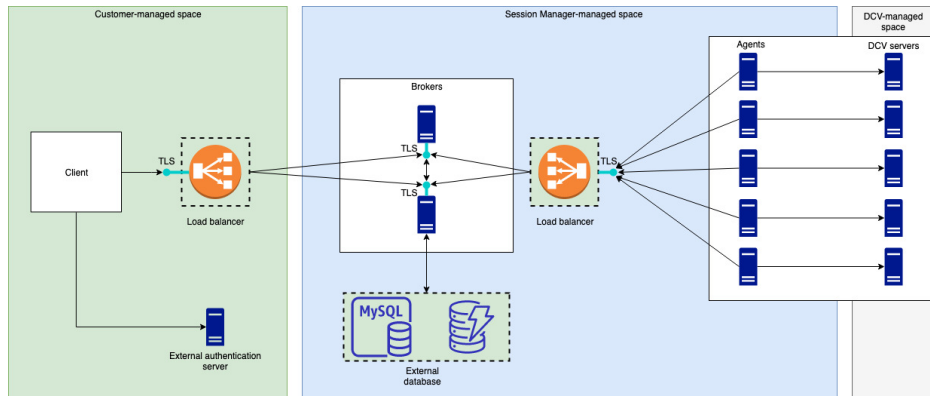 Customer-managed space
Session Manager-managed space
DCV-managed
space
Agents
DCV servers
Brokers
TLS
TLS
TLS
TLS
Client
Load balancer
Load balancer
MySQL
External authentication
server
External
database